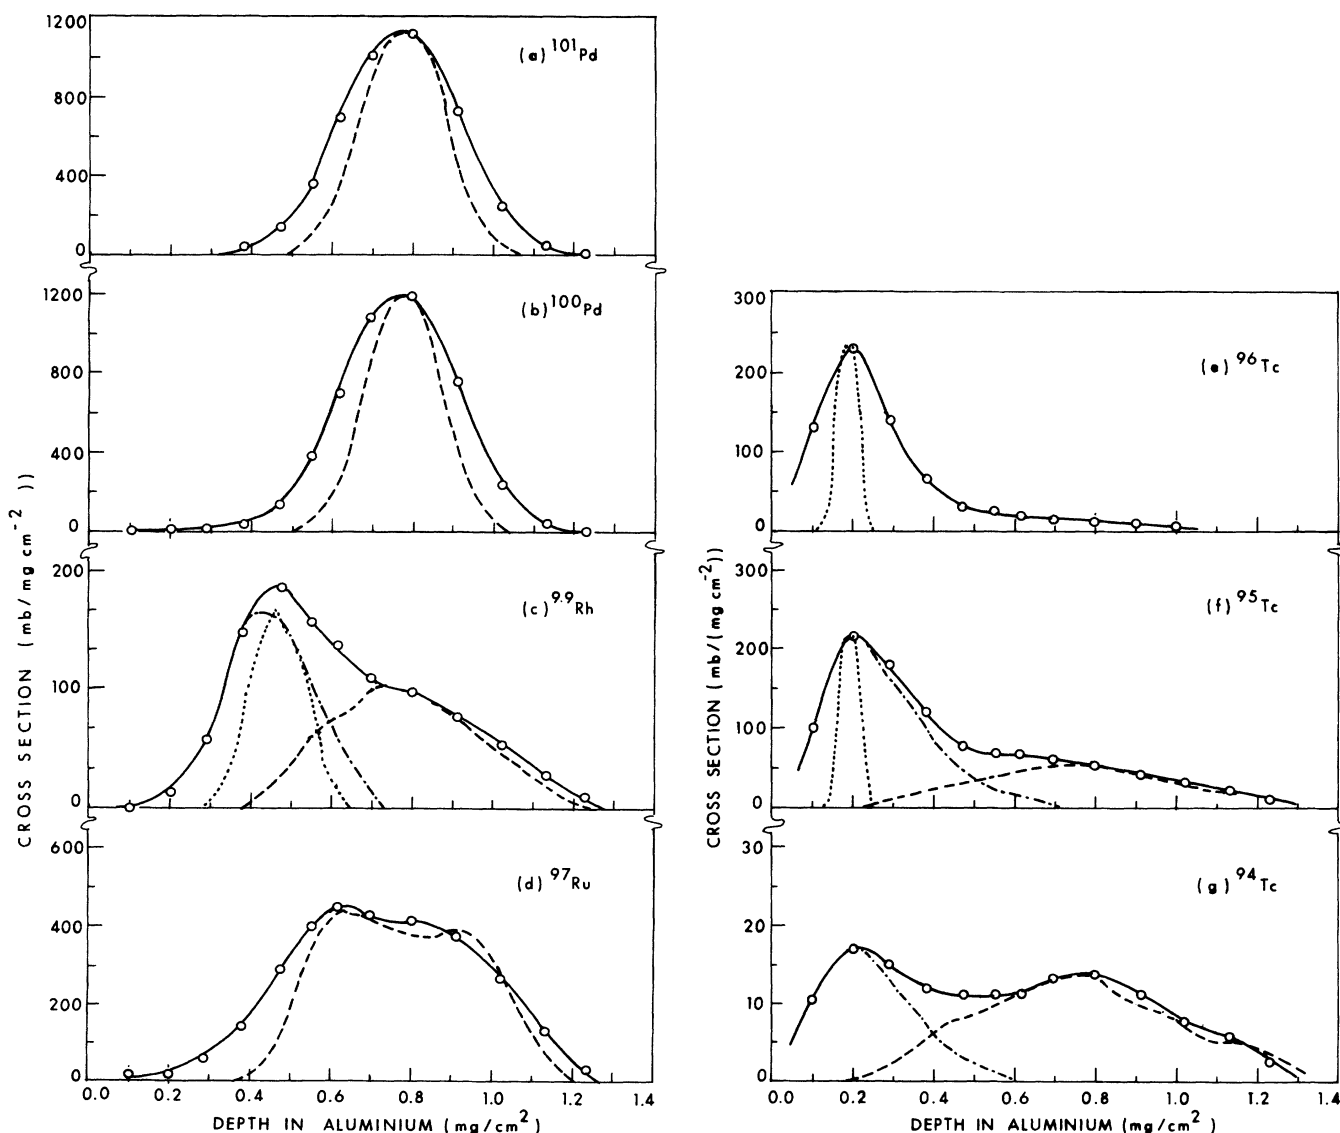 1200
800
400
0
(a) 101Pd
1200
800
400
0
(b) 100Pd
200
100
0
(c) 9.9Rh
600
400
200
0
(d) 97Ru
0.0 0.2 0.4 0.6 0.8 1.0 1.2
DEPTH IN ALUMINIUM (mg/cm2)
CROSS SECTION (mb/mg cm-2 ))
300
200
100
0
(e) 96Tc
300
200
100
0
(f) 95Tc
30
20
10
0
(g) 94Tc
0.0 0.2 0.4 0.6 0.8 1.0 1.2 1.4
DEPTH IN ALUMINIUM (mg/cm2)
CROSS SECTION (mb/(mg cm-2))